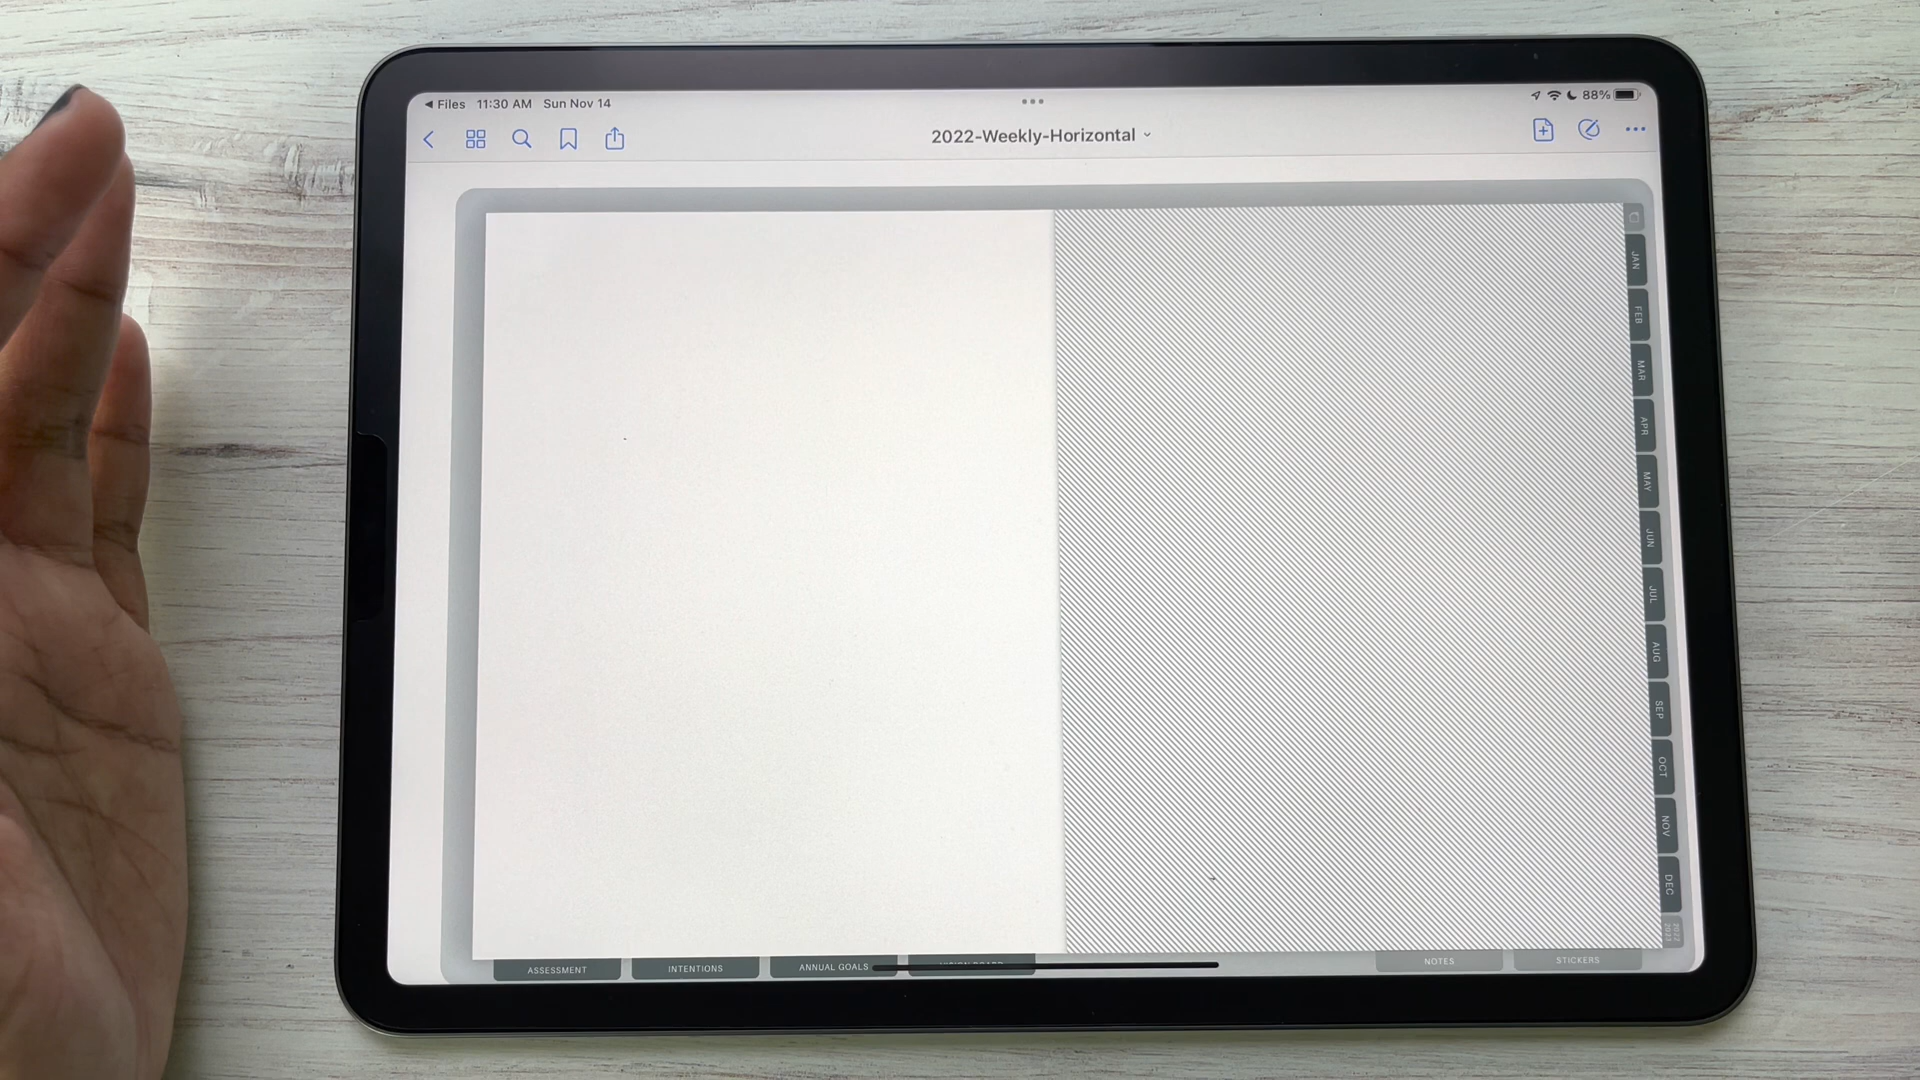 Files 11:30 AM Sun Nov 14
88%
2022-Weekly-Horizontal
JAN
FEB
MAR
APR
MAY
JUN
JUL
AUG
SEP
OCT
NOV
DEC
ASSESSMENT
INTENTIONS
ANNUAL GOALS
NOTES
STICKERS